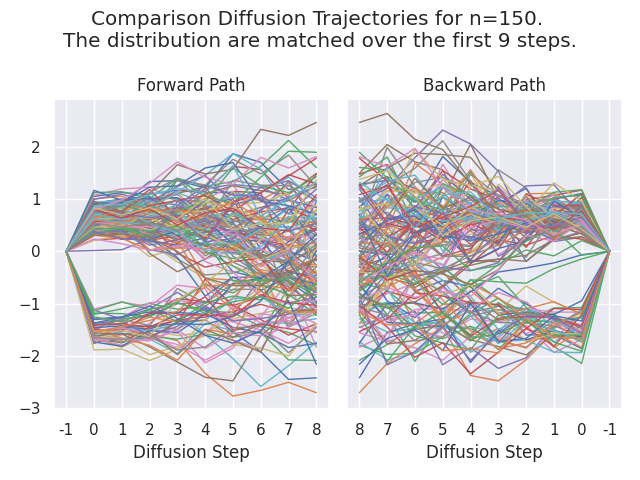 Comparison Diffusion Trajectories for n=150.
The distribution are matched over the first 9 steps.
Forward Path
Backward Path
2
1
0
−1
−2
−3
-1 0 1 2 3 4 5 6 7 8
8 7 6 5 4 3 2 1 0 -1
Diffusion Step
Diffusion Step